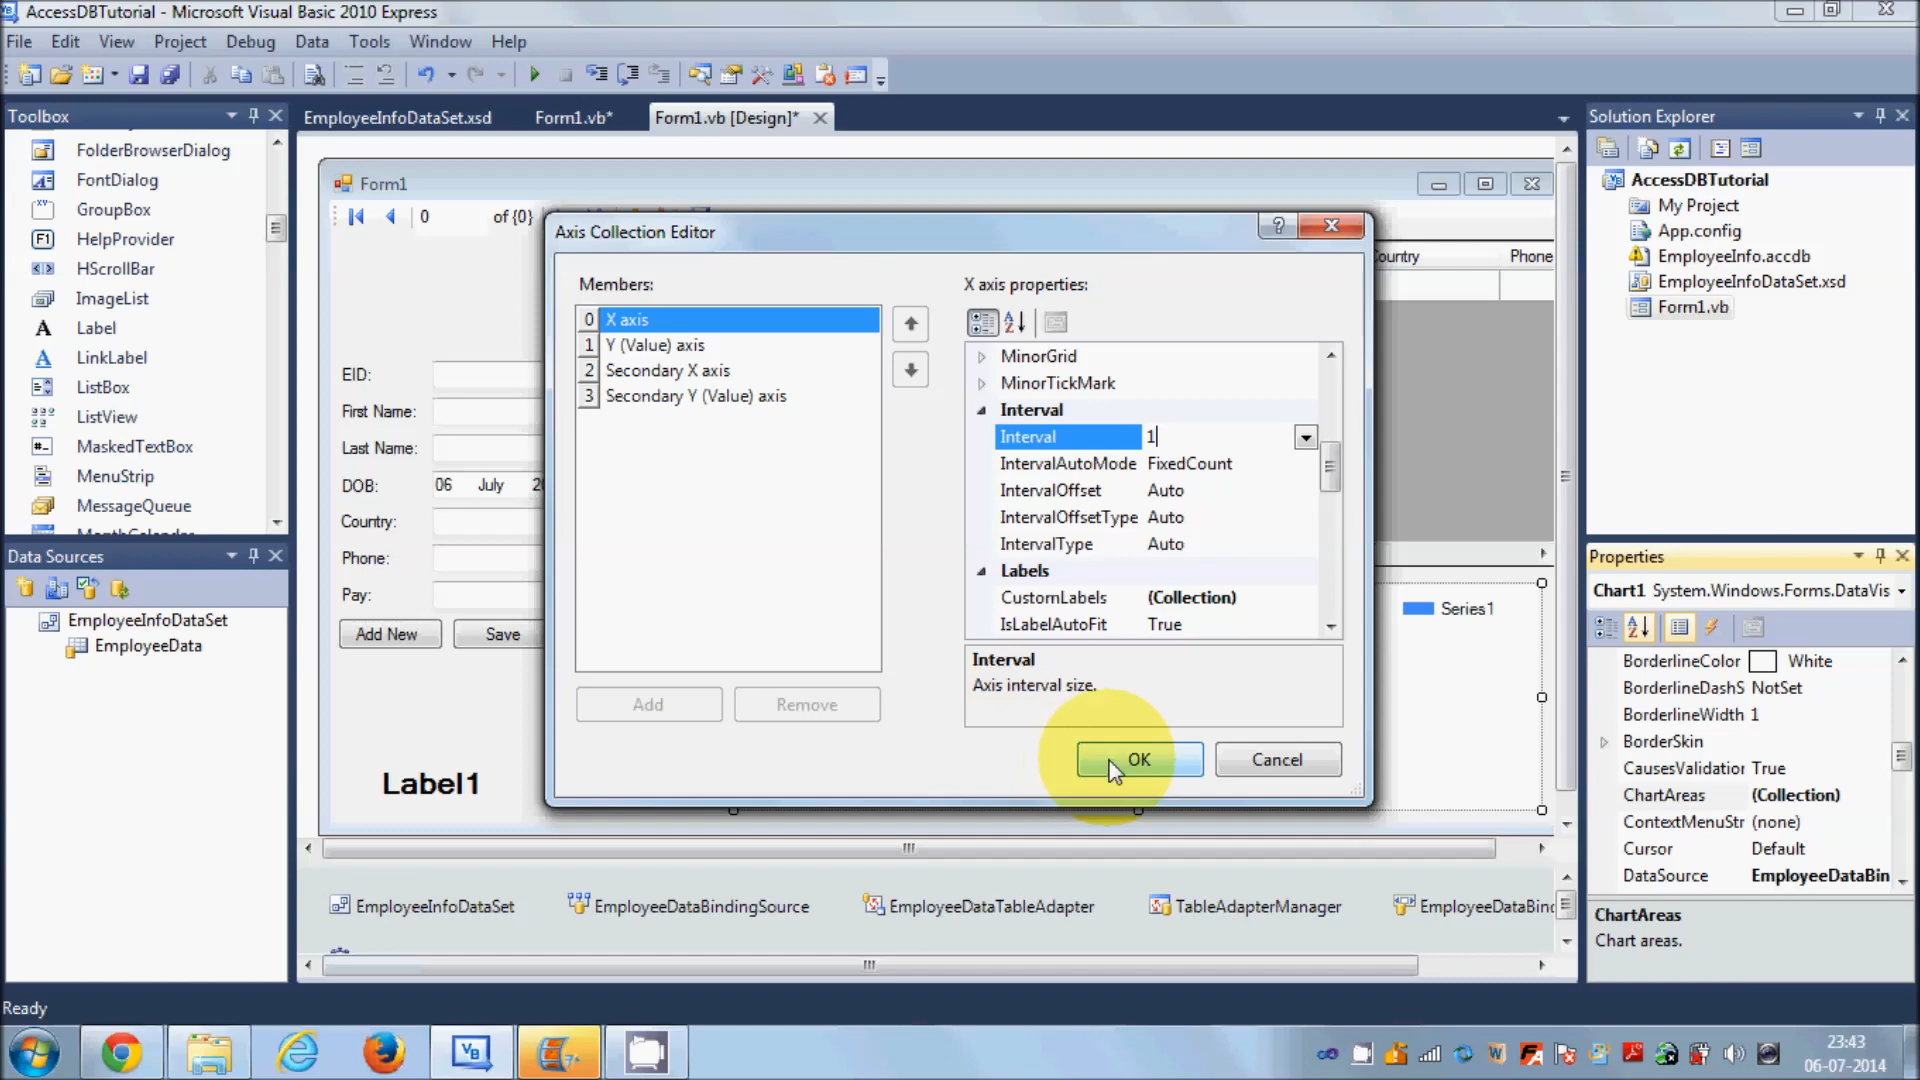 AccessDBTutorial - Microsoft Visual Basic 2010 Express
File Edit View Project Debug Data Tools Window Help
Toolbox
FolderBrowserDialog
FontDialog
GroupBox
HelpProvider
HScrollBar
ImageList
Label
LinkLabel
ListBox
ListView
MaskedTextBox
MenuStrip
MessageQueue
Data Sources
EmployeeInfoDataSet
EmployeeData
EmployeeInfoDataSet.xsd Form1.vb* Form1.vb [Design]*
Form1
0 of {0}
EID:
First Name:
Last Name:
DOB: 06 July
Country:
Phone:
Pay:
Add New Save
Label1
ountry Phone
Series1
Axis Collection Editor
Members:
0 X axis
1 Y (Value) axis
2 Secondary X axis
3 Secondary Y (Value) axis
Add Remove
X axis properties:
MinorGrid
MinorTickMark
Interval
Interval 1
IntervalAutoMode FixedCount
IntervalOffset Auto
IntervalOffsetType Auto
IntervalType Auto
Labels
CustomLabels (Collection)
IsLabelAutoFit True
Interval
Axis interval size.
OK Cancel
EmployeeInfoDataSet EmployeeDataBindingSource EmployeeDataTableAdapter TableAdapterManager EmployeeDataBinc
Solution Explorer
AccessDBTutorial
My Project
App.config
EmployeeInfo.accdb
EmployeeInfoDataSet.xsd
Form1.vb
Properties
Chart1 System.Windows.Forms.DataVis
BorderlineColor White
BorderlineDashS NotSet
BorderlineWidth 1
BorderSkin
CausesValidation True
ChartAreas (Collection)
ContextMenuStr (none)
Cursor Default
DataSource EmployeeDataBin
ChartAreas
Chart areas.
Ready
23:43
06-07-2014